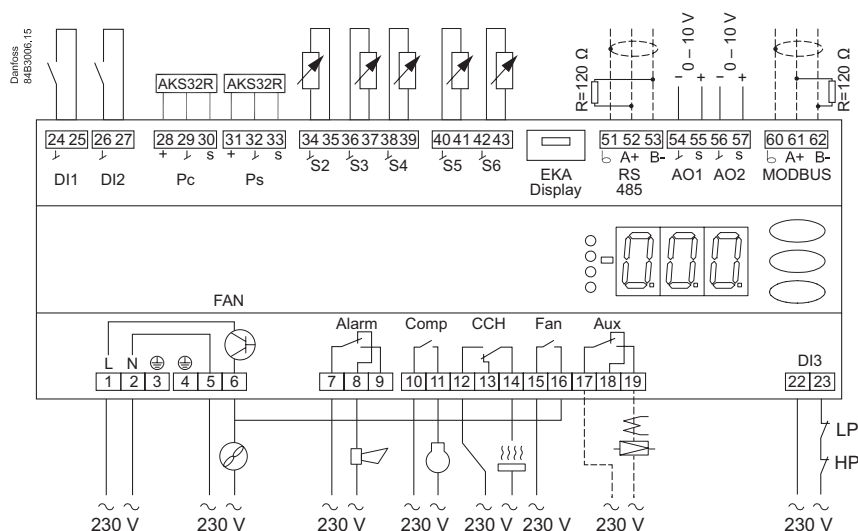 Danfoss
84B3006.15
AKS32R AKS32R
R=120 Ω
0 – 10 V
0 – 10 V
R=120 Ω
24 25 26 27 28 29 30 31 32 33 34 35 36 37 38 39 40 41 42 43 51 52 53 54 55 56 57 60 61 62
+ s + s S2 S3 S4 S5 S6 A+ B- s s A+ B-
DI1 DI2 Pc Ps EKA Display RS 485 AO1 AO2 MODBUS
- + - +
FAN
Alarm Comp CCH Fan Aux
L N
DI3
1 2 3 4 5 6 7 8 9 10 11 12 13 14 15 16 17 18 19 22 23
LP
HP
230 V 230 V 230 V 230 V 230 V 230 V 230 V 230 V